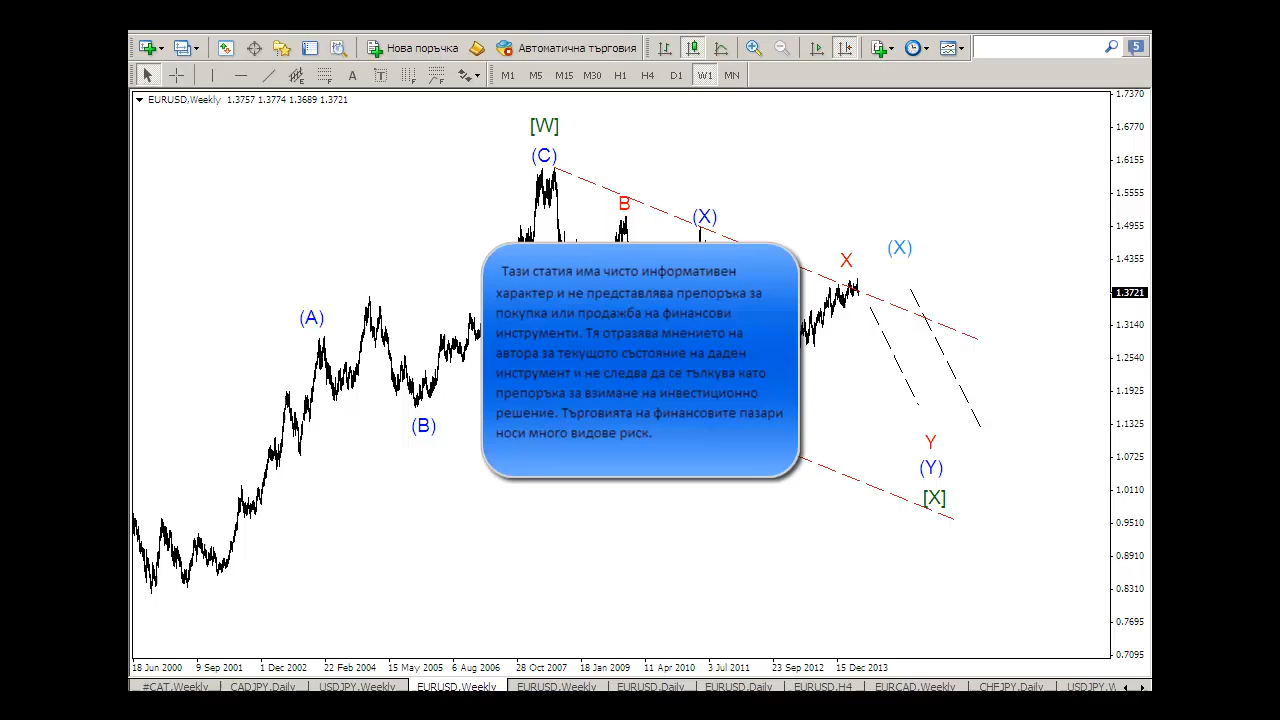 Нова поръчка Автоматична търговия 5
A T M1 M5 M15 M30 H1 H4 D1 W1 MN
EURUSD,Weekly 1.3757 1.3774 1.3689 1.3721
1.7370
[W]
1.6770
(C)
1.6155
1.5555
B
(X)
1.4955
X
(X)
1.4355
1.3721
(A)
1.3140
1.2540
1.1925
(B)
1.1325
Тази статия има чисто информативен
характер и не представлява препоръка за
покупка или продажба на финансови
инструменти. Тя отразява мнението на
автора за текущото състояние на даден
инструмент и не следва да се тълкува като
препоръка за взимане на инвестиционно
решение. Търговията на финансовите пазари
носи много видове риск.
Y
1.0725
(Y)
1.0110
[X]
0.9510
0.8910
0.8310
0.7695
0.7095
18 Jun 2000 9 Sep 2001 1 Dec 2002 22 Feb 2004 15 May 2005 6 Aug 2006 28 Oct 2007 18 Jan 2009 11 Apr 2010 3 Jul 2011 23 Sep 2012 15 Dec 2013
#CAT,Weekly CADJPY,Daily USDJPY,Weekly EURUSD,Weekly EURUSD,Weekly EURUSD,Daily EURUSD,Daily EURUSD,H4 EURCAD,Weekly CHFJPY,Daily USDJPY,W